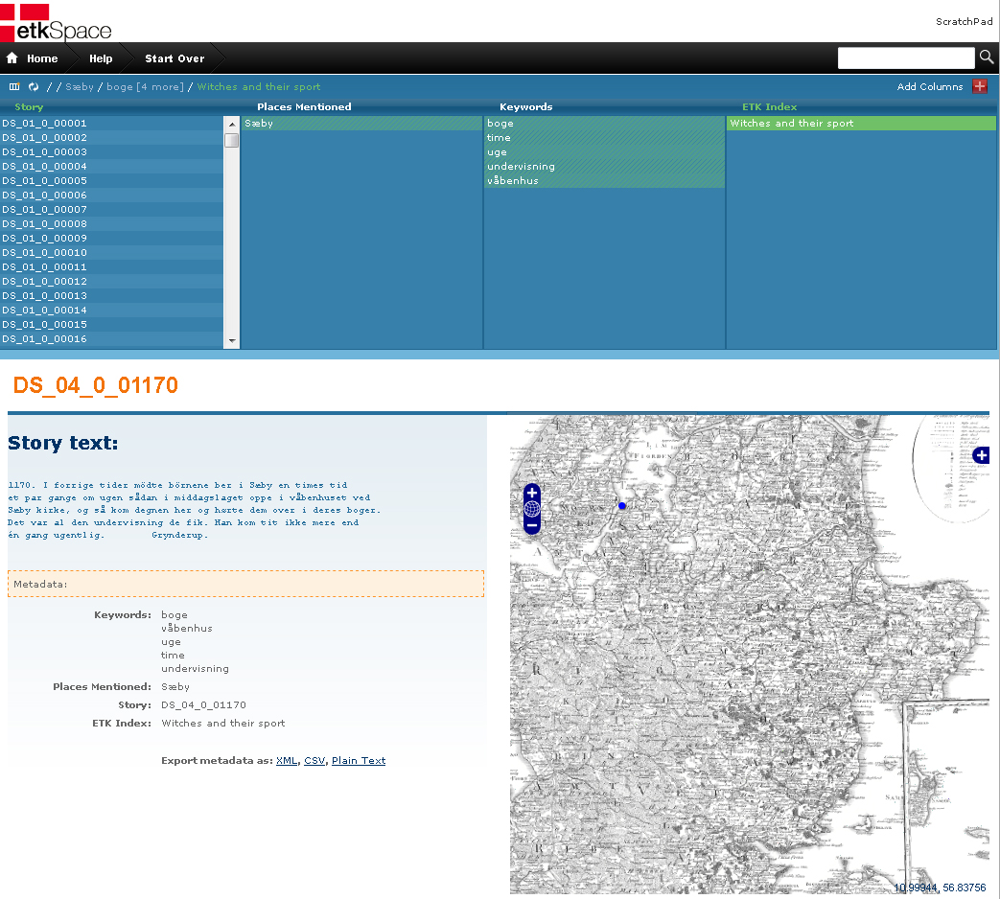 etkSpace
ScratchPad
Home Help Start Over
/ / Sæby / boge [4 more] / Witches and their sport
Add Columns
Story Places Mentioned Keywords ETK Index
DS_01_0_00001
DS_01_0_00002
DS_01_0_00003
DS_01_0_00004
DS_01_0_00005
DS_01_0_00006
DS_01_0_00007
DS_01_0_00008
DS_01_0_00009
DS_01_0_00010
DS_01_0_00011
DS_01_0_00012
DS_01_0_00013
DS_01_0_00014
DS_01_0_00015
DS_01_0_00016
Sæby
boge
time
uge
undervisning
våbenhus
Witches and their sport
DS_04_0_01170
Story text:
1170. I forrige tider mödte börnene her i Sæby en times tid
et par gange om ugen sådan i middagslaget oppe i våbenhuset ved
Sæby kirke, og så kom degnen her og hørte dem over i deres boger.
Det var al den undervisning de fik. Han kom tit ikke mere end
én gang ugentlig. Grynderup.
Metadata:
Keywords: boge
våbenhus
uge
time
undervisning
Places Mentioned: Sæby
Story: DS_04_0_01170
ETK Index: Witches and their sport
Export metadata as: XML, CSV, Plain Text
10.99944, 56.83756